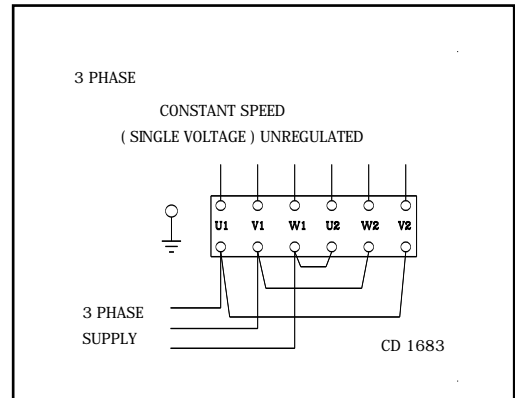 3 PHASE
CONSTANT SPEED
( SINGLE VOLTAGE ) UNREGULATED
U1 V1 W1 U2 W2 V2
3 PHASE
SUPPLY
CD 1683